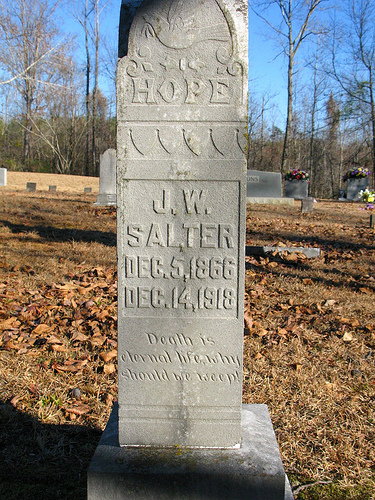 HOPE
J. W.
SALTER
DEC. 5, 1866
DEC. 14, 1918
Death is
eternal life, why
should we weep?